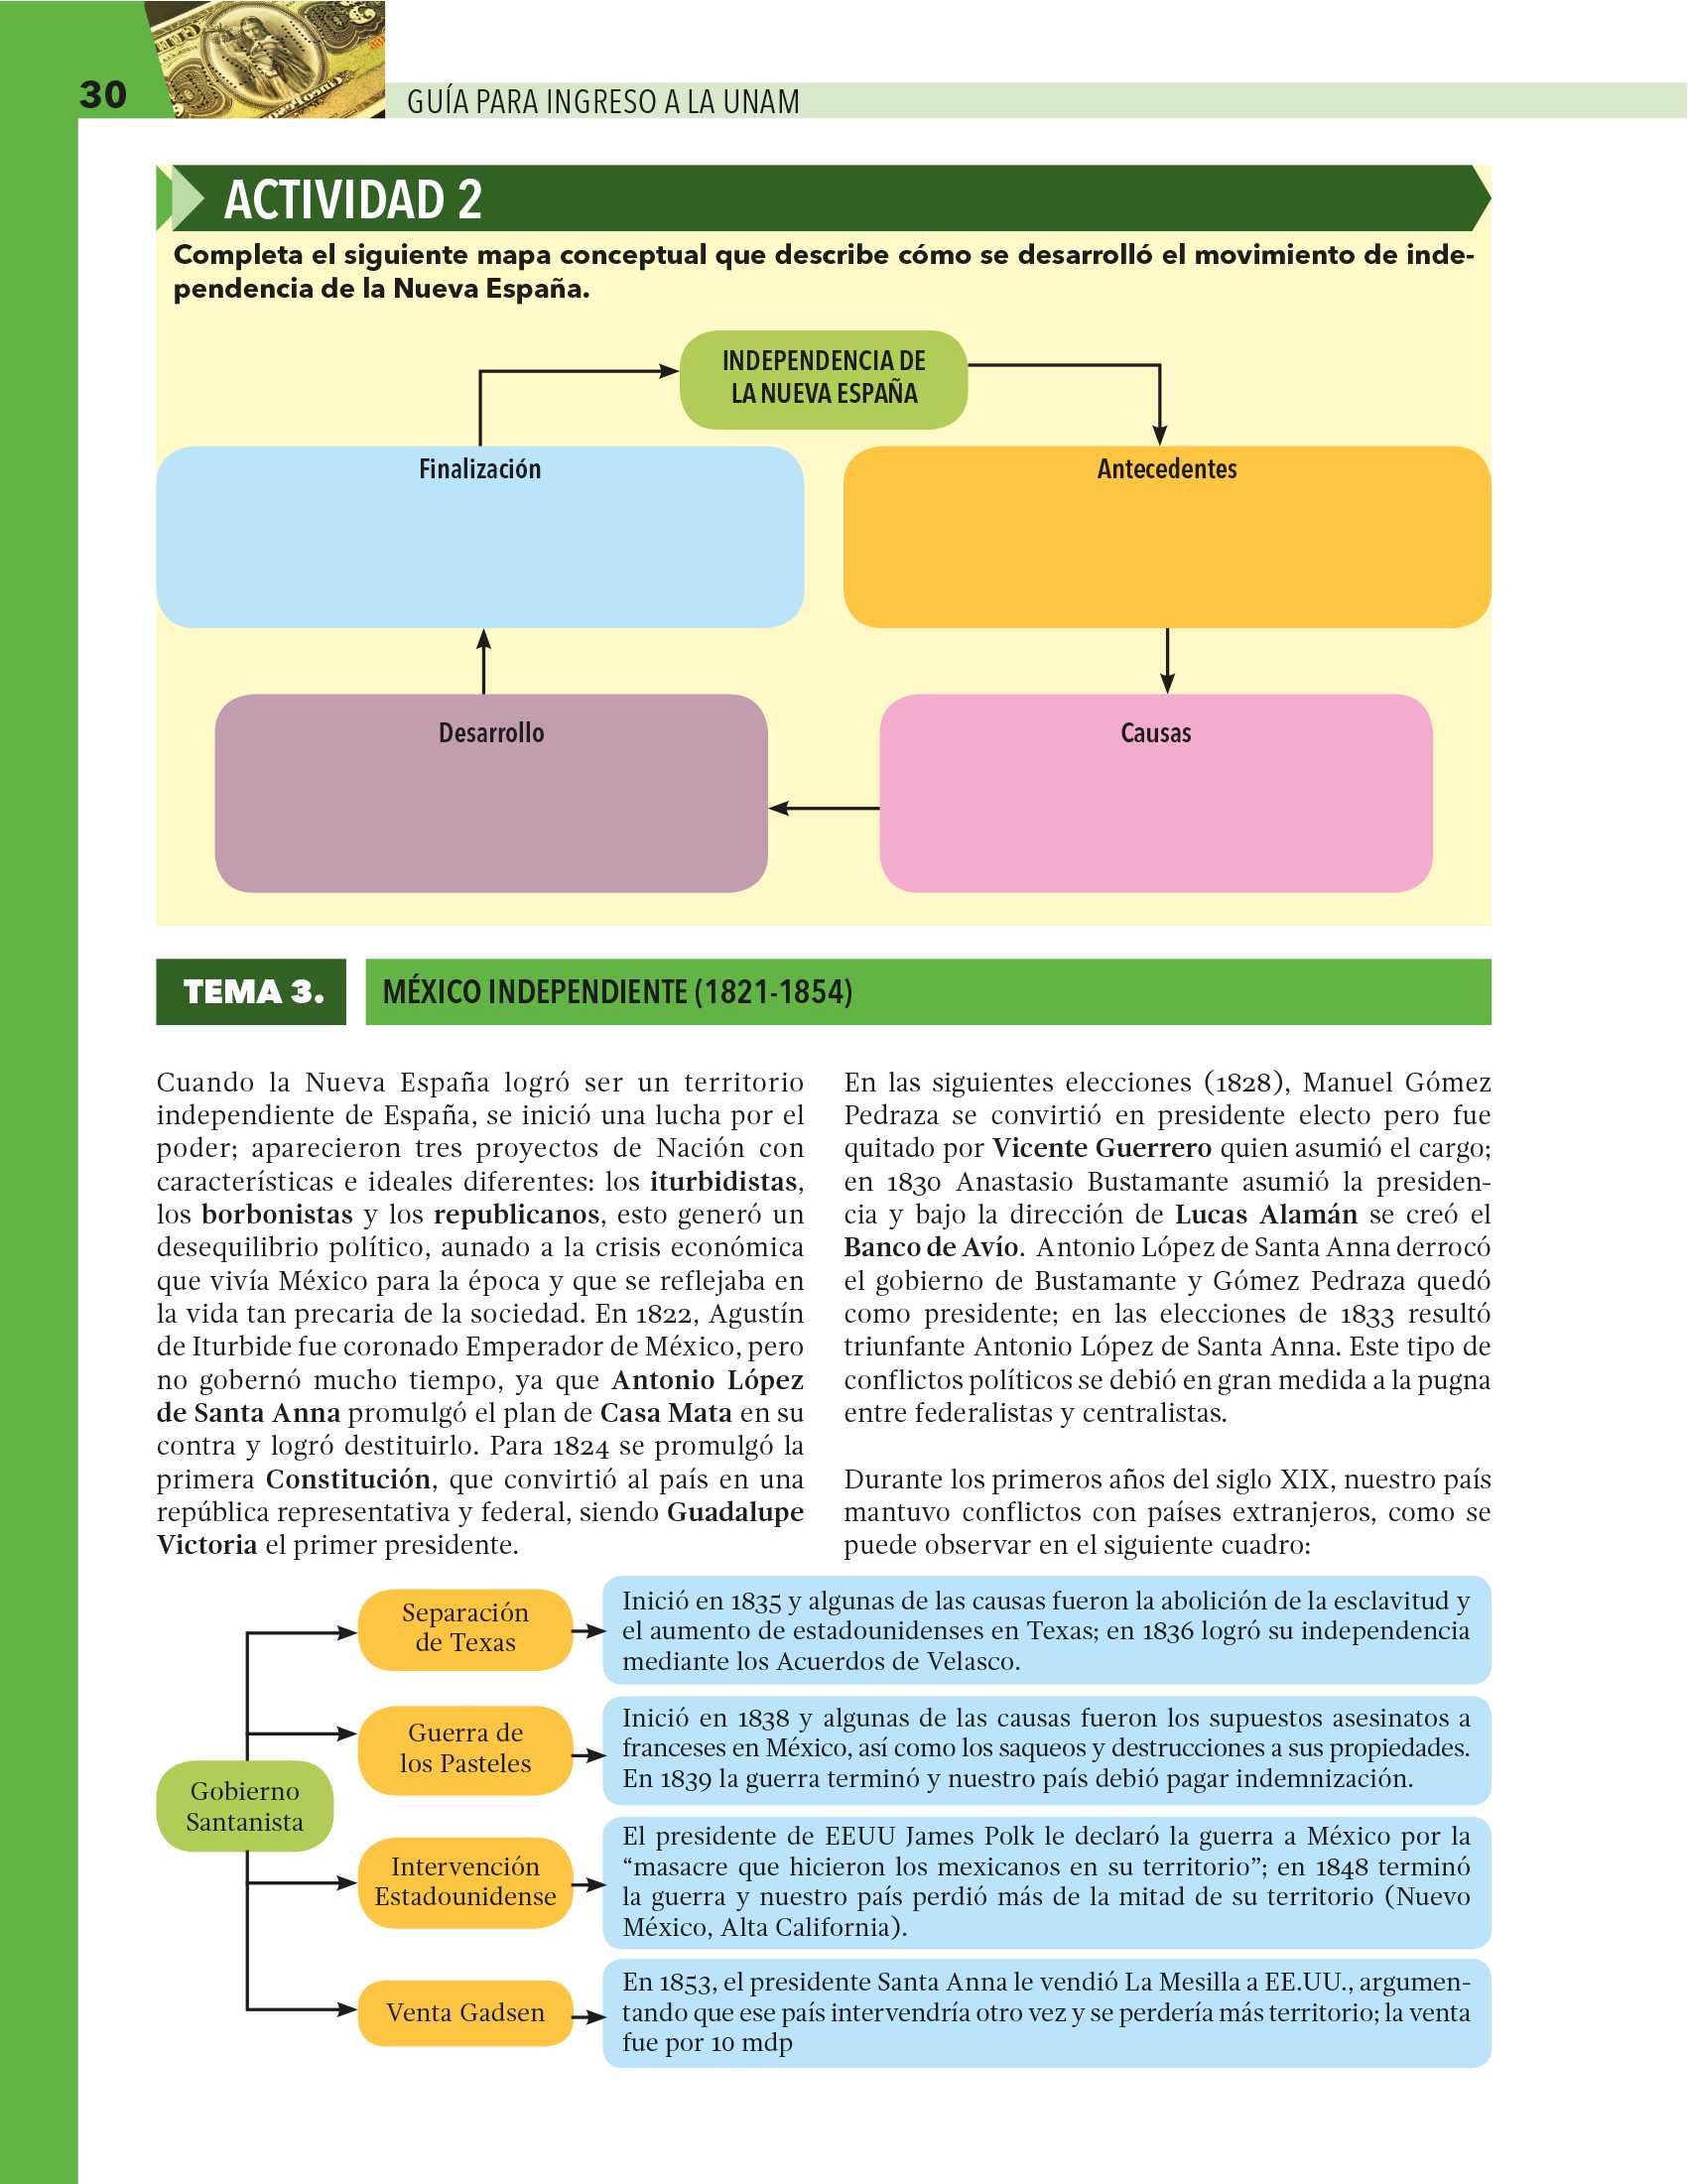 30
GUÍA PARA INGRESO A LA UNAM
ACTIVIDAD 2
Completa el siguiente mapa conceptual que describe cómo se desarrolló el movimiento de inde-
pendencia de la Nueva España.
INDEPENDENCIA DE
LA NUEVA ESPAÑA
Finalización
Antecedentes
Desarrollo
Causas
TEMA 3.
MÉXICO INDEPENDIENTE (1821-1854)
Cuando la Nueva España logró ser un territorio
independiente de España, se inició una lucha por el
poder; aparecieron tres proyectos de Nación con
características e ideales diferentes: los iturbidistas,
los borbonistas y los republicanos, esto generó un
desequilibrio político, aunado a la crisis económica
que vivía México para la época y que se reflejaba en
la vida tan precaria de la sociedad. En 1822, Agustín
de Iturbide fue coronado Emperador de México, pero
no gobernó mucho tiempo, ya que Antonio López
de Santa Anna promulgó el plan de Casa Mata en su
contra y logró destituirlo. Para 1824 se promulgó la
primera Constitución, que convirtió al país en una
república representativa y federal, siendo Guadalupe
Victoria el primer presidente.
En las siguientes elecciones (1828), Manuel Gómez
Pedraza se convirtió en presidente electo pero fue
quitado por Vicente Guerrero quien asumió el cargo;
en 1830 Anastasio Bustamante asumió la presiden-
cia y bajo la dirección de Lucas Alamán se creó el
Banco de Avío. Antonio López de Santa Anna derrocó
el gobierno de Bustamante y Gómez Pedraza quedó
como presidente; en las elecciones de 1833 resultó
triunfante Antonio López de Santa Anna. Este tipo de
conflictos políticos se debió en gran medida a la pugna
entre federalistas y centralistas.
Durante los primeros años del siglo XIX, nuestro país
mantuvo conflictos con países extranjeros, como se
puede observar en el siguiente cuadro:
Gobierno
Santanista
Separación
de Texas
Inició en 1835 y algunas de las causas fueron la abolición de la esclavitud y
el aumento de estadounidenses en Texas; en 1836 logró su independencia
mediante los Acuerdos de Velasco.
Guerra de
los Pasteles
Inició en 1838 y algunas de las causas fueron los supuestos asesinatos a
franceses en México, así como los saqueos y destrucciones a sus propiedades.
En 1839 la guerra terminó y nuestro país debió pagar indemnización.
Intervención
Estadounidense
El presidente de EEUU James Polk le declaró la guerra a México por la
“masacre que hicieron los mexicanos en su territorio”; en 1848 terminó
la guerra y nuestro país perdió más de la mitad de su territorio (Nuevo
México, Alta California).
Venta Gadsen
En 1853, el presidente Santa Anna le vendió La Mesilla a EE.UU., argumen-
tando que ese país intervendría otro vez y se perdería más territorio; la venta
fue por 10 mdp